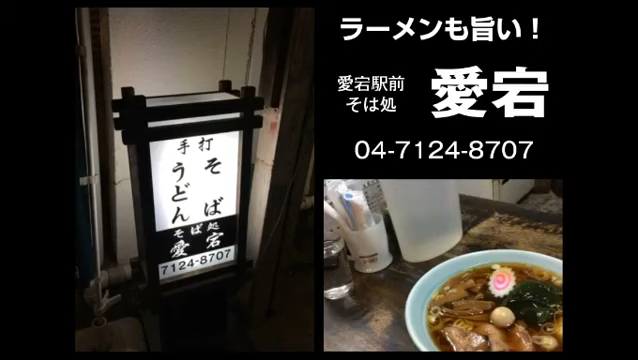 手打
そば
うどん
そば処
愛宕
7124-8707
ラーメンも旨い！
愛宕駅前
そは処
愛宕
04-7124-8707